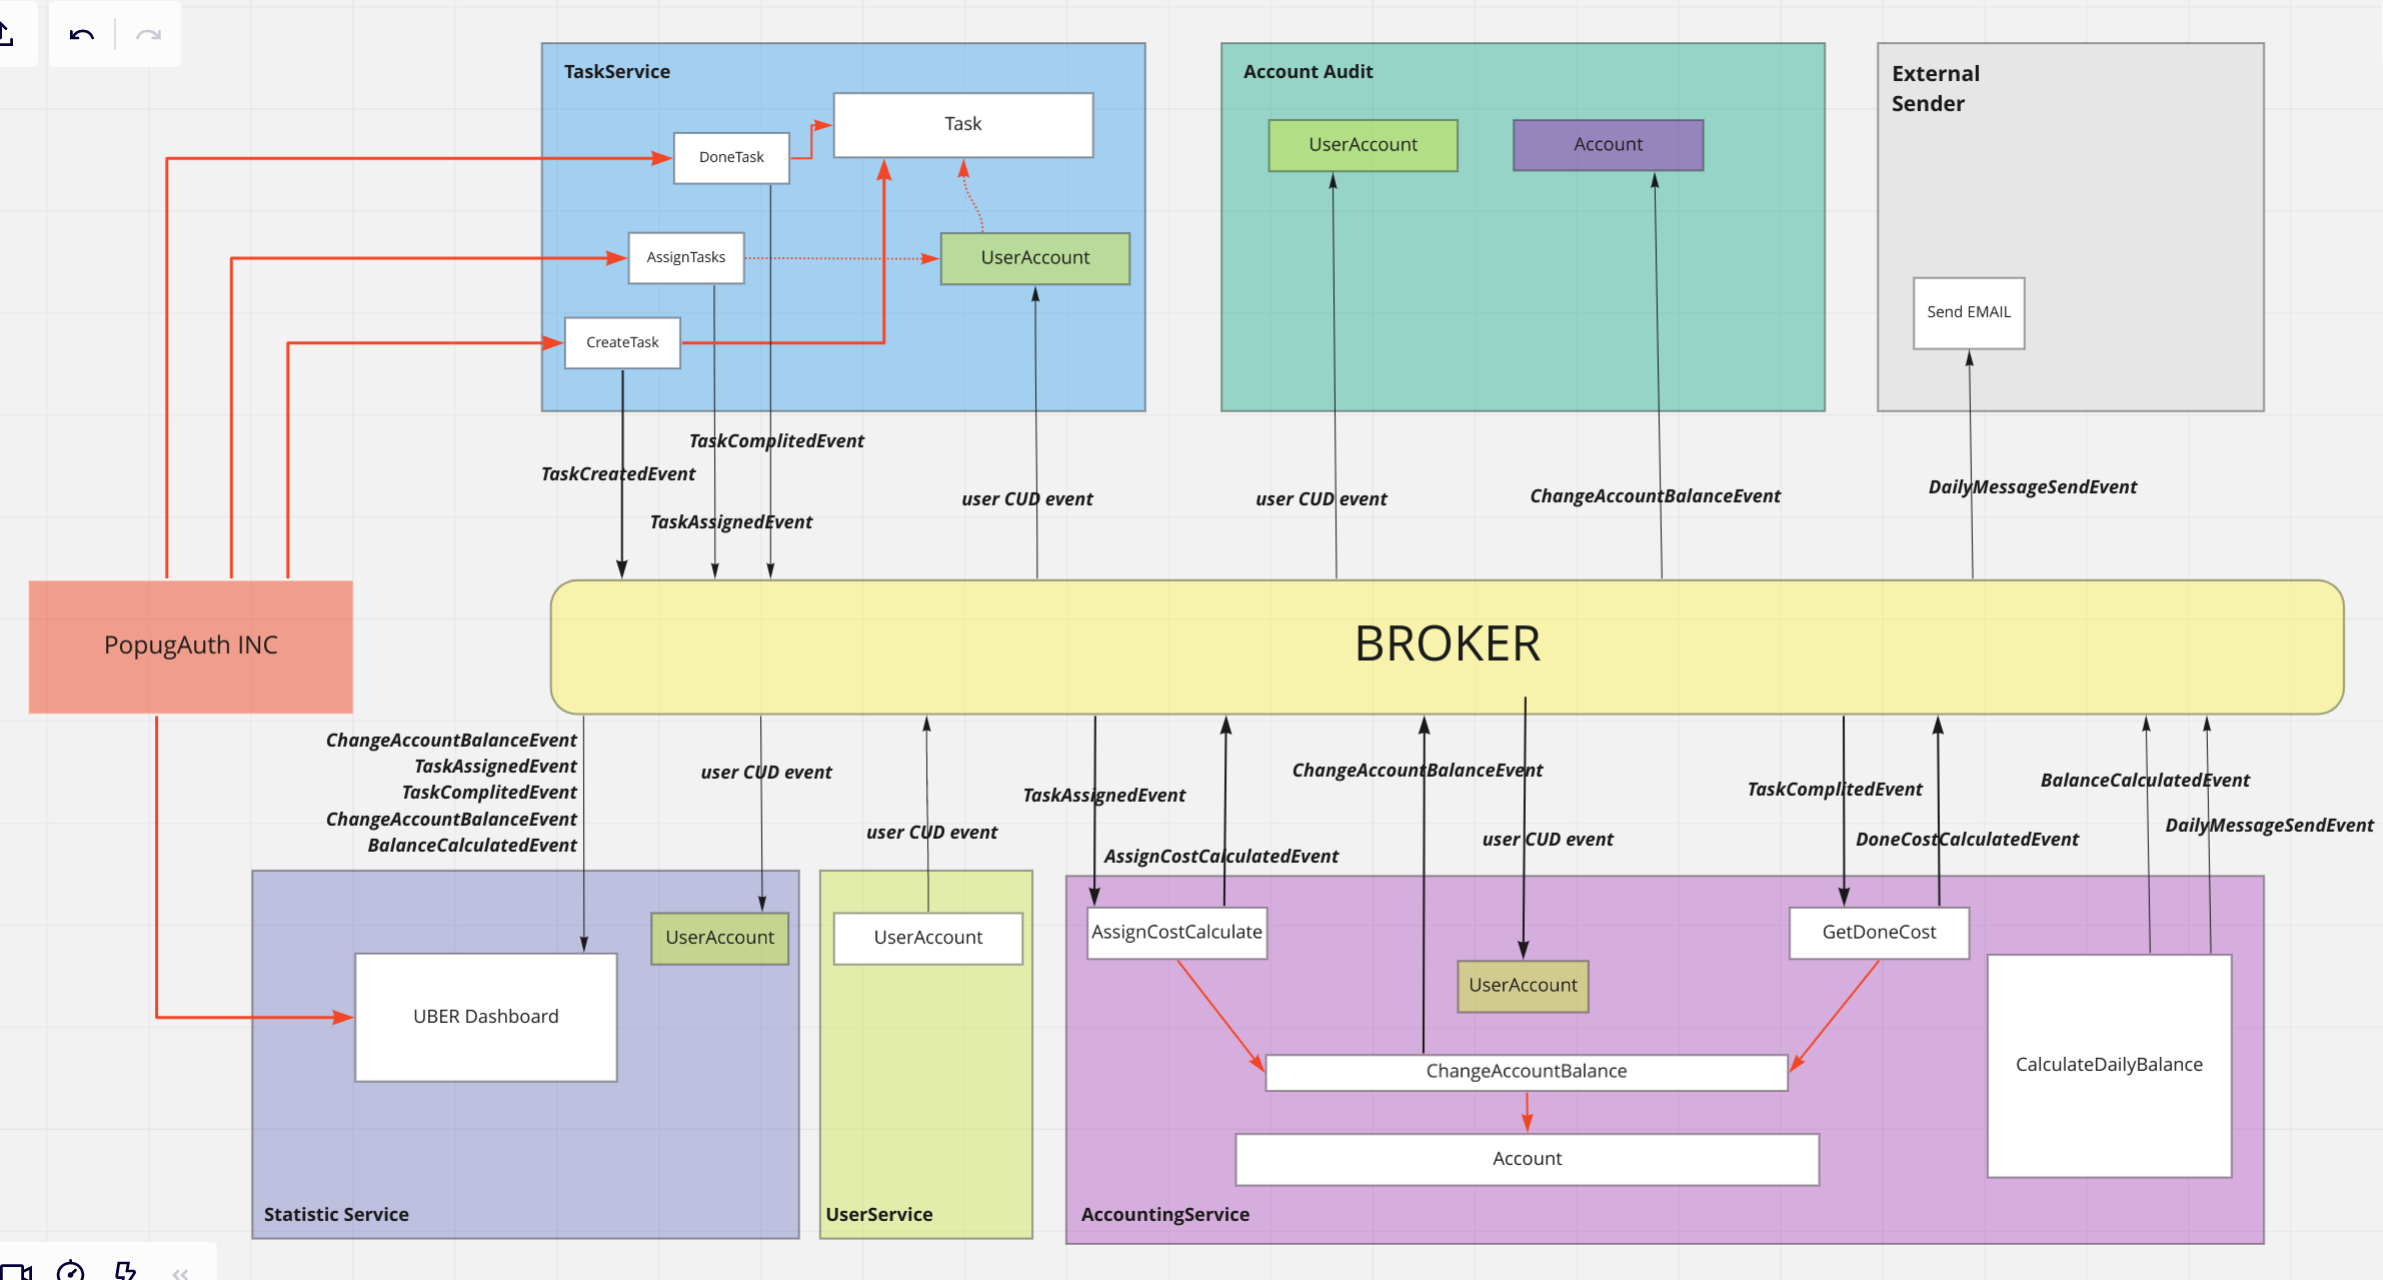 TaskService
Task
DoneTask
AssignTasks
UserAccount
CreateTask
Account Audit
UserAccount
Account
External
Sender
Send EMAIL
TaskComplitedEvent
TaskCreatedEvent
TaskAssignedEvent
user CUD event
user CUD event
ChangeAccountBalanceEvent
DailyMessageSendEvent
PopugAuth INC
BROKER
ChangeAccountBalanceEvent
TaskAssignedEvent
TaskComplitedEvent
ChangeAccountBalanceEvent
BalanceCalculatedEvent
user CUD event
user CUD event
TaskAssignedEvent
AssignCostCalculatedEvent
ChangeAccountBalanceEvent
user CUD event
TaskComplitedEvent
DoneCostCalculatedEvent
BalanceCalculatedEvent
DailyMessageSendEvent
UserAccount
UBER Dashboard
Statistic Service
UserAccount
UserService
AssignCostCalculate
UserAccount
GetDoneCost
ChangeAccountBalance
CalculateDailyBalance
Account
AccountingService